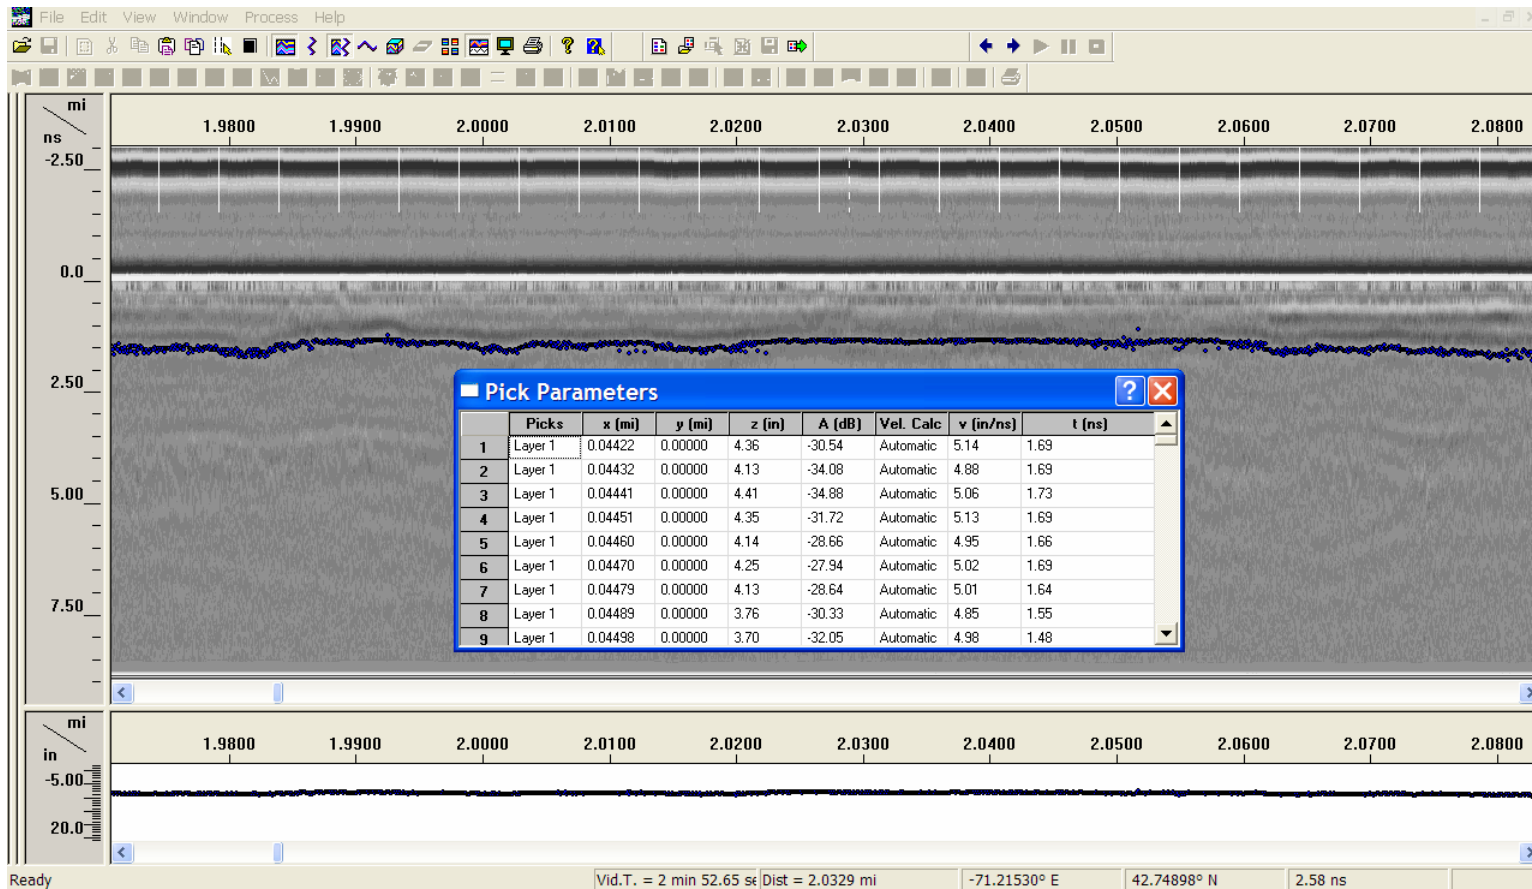 File Edit View Window Process Help
mi
ns
1.9800 1.9900 2.0000 2.0100 2.0200 2.0300 2.0400 2.0500 2.0600 2.0700 2.0800
-2.50
0.0
2.50
5.00
7.50
Pick Parameters
Picks x (mi) y (mi) z (in) A (dB) Vel. Calc v (in/ns) t (ns)
1 Layer 1 0.04422 0.00000 4.36 -30.54 Automatic 5.14 1.69
2 Layer 1 0.04432 0.00000 4.13 -34.08 Automatic 4.88 1.69
3 Layer 1 0.04441 0.00000 4.41 -34.88 Automatic 5.06 1.73
4 Layer 1 0.04451 0.00000 4.35 -31.72 Automatic 5.13 1.69
5 Layer 1 0.04460 0.00000 4.14 -28.66 Automatic 4.95 1.66
6 Layer 1 0.04470 0.00000 4.25 -27.94 Automatic 5.02 1.69
7 Layer 1 0.04479 0.00000 4.13 -28.64 Automatic 5.01 1.64
8 Layer 1 0.04489 0.00000 3.76 -30.33 Automatic 4.85 1.55
9 Layer 1 0.04498 0.00000 3.70 -32.05 Automatic 4.98 1.48
mi
in
1.9800 1.9900 2.0000 2.0100 2.0200 2.0300 2.0400 2.0500 2.0600 2.0700 2.0800
-5.00
20.0
Ready Vid.T. = 2 min 52.65 se Dist = 2.0329 mi -71.21530º E 42.74898º N 2.58 ns